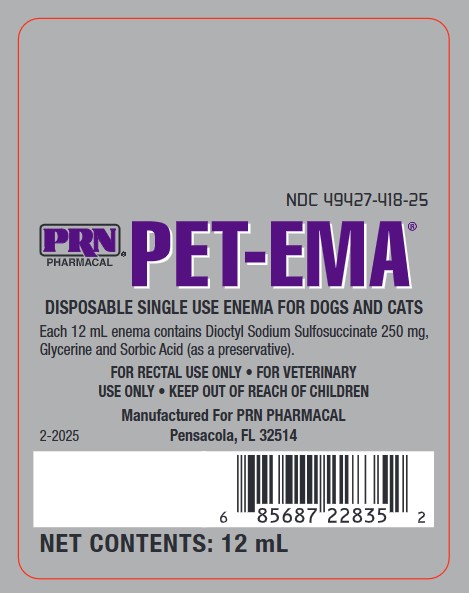 NDC 49427-418-25
PRN®
PHARMACAL
PET-EMA®
DISPOSABLE SINGLE USE ENEMA FOR DOGS AND CATS
Each 12 mL enema contains Dioctyl Sodium Sulfosuccinate 250 mg,
Glycerine and Sorbic Acid (as a preservative).
FOR RECTAL USE ONLY • FOR VETERINARY
USE ONLY • KEEP OUT OF REACH OF CHILDREN
Manufactured For PRN PHARMACAL
2-2025 Pensacola, FL 32514
6 85687 22835 2
NET CONTENTS: 12 mL